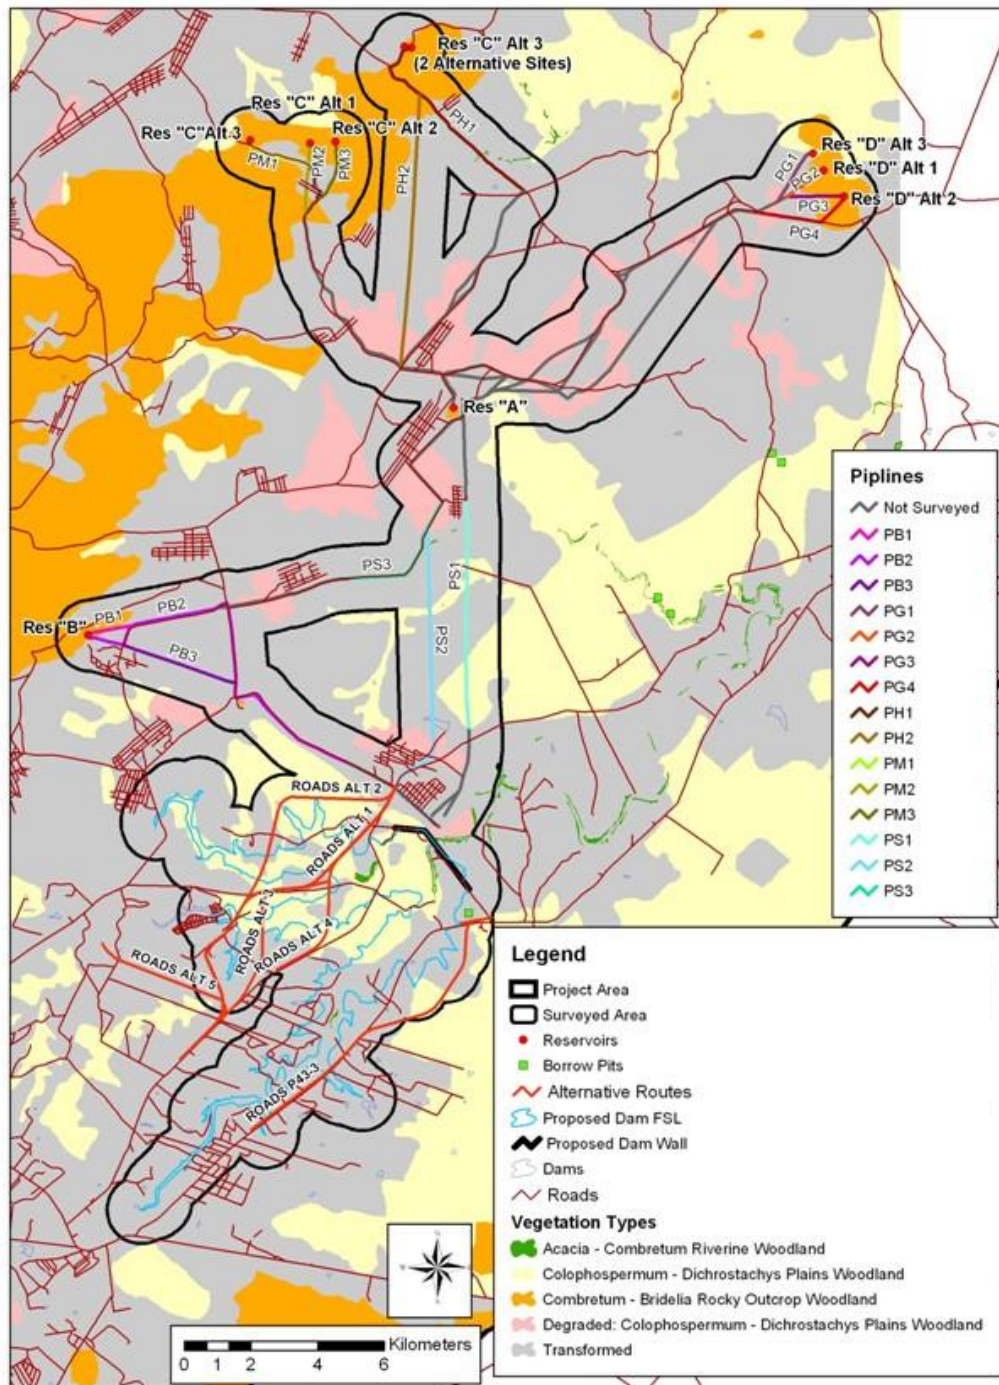 Res "C" Alt 3
(2 Alternative Sites)
Res "C" Alt 1
Res "C"Alt 3
Res "C" Alt 2
PM1
PM2
PM3
PH1
PH2
Res "D" Alt 3
Res "D" Alt 1
Res "D" Alt 2
PG1
PG2
PG3
PG4
Res "A"
PS3
PS1
PS2
PB1
PB2
Res "B"
PB3
Piplines
Not Surveyed
PB1
PB2
PB3
PG1
PG2
PG3
PG4
PH1
PH2
PM1
PM2
PM3
PS1
PS2
PS3
ROADS ALT 2
ROADS ALT 1
ROADS ALT 3
ROADS ALT 4
ROADS ALT 5
ROADS P43-3
Legend
Project Area
Surveyed Area
Reservoirs
Borrow Pits
Alternative Routes
Proposed Dam FSL
Proposed Dam Wall
Dams
Roads
Vegetation Types
Acacia - Combretum Riverine Woodland
Colophospermum - Dichrostachys Plains Woodland
Combretum - Bridelia Rocky Outcrop Woodland
Degraded: Colophospermum - Dichrostachys Plains Woodland
Transformed
Kilometers
0 1 2 4 6